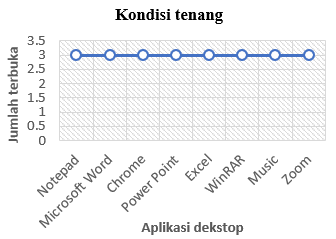 Kondisi tenang
Jumlah terbuka
3.5
3
2.5
2
1.5
1
0.5
0
Notepad
Microsoft Word
Chrome
Power Point
Excel
WinRAR
Music
Zoom
Aplikasi dekstop